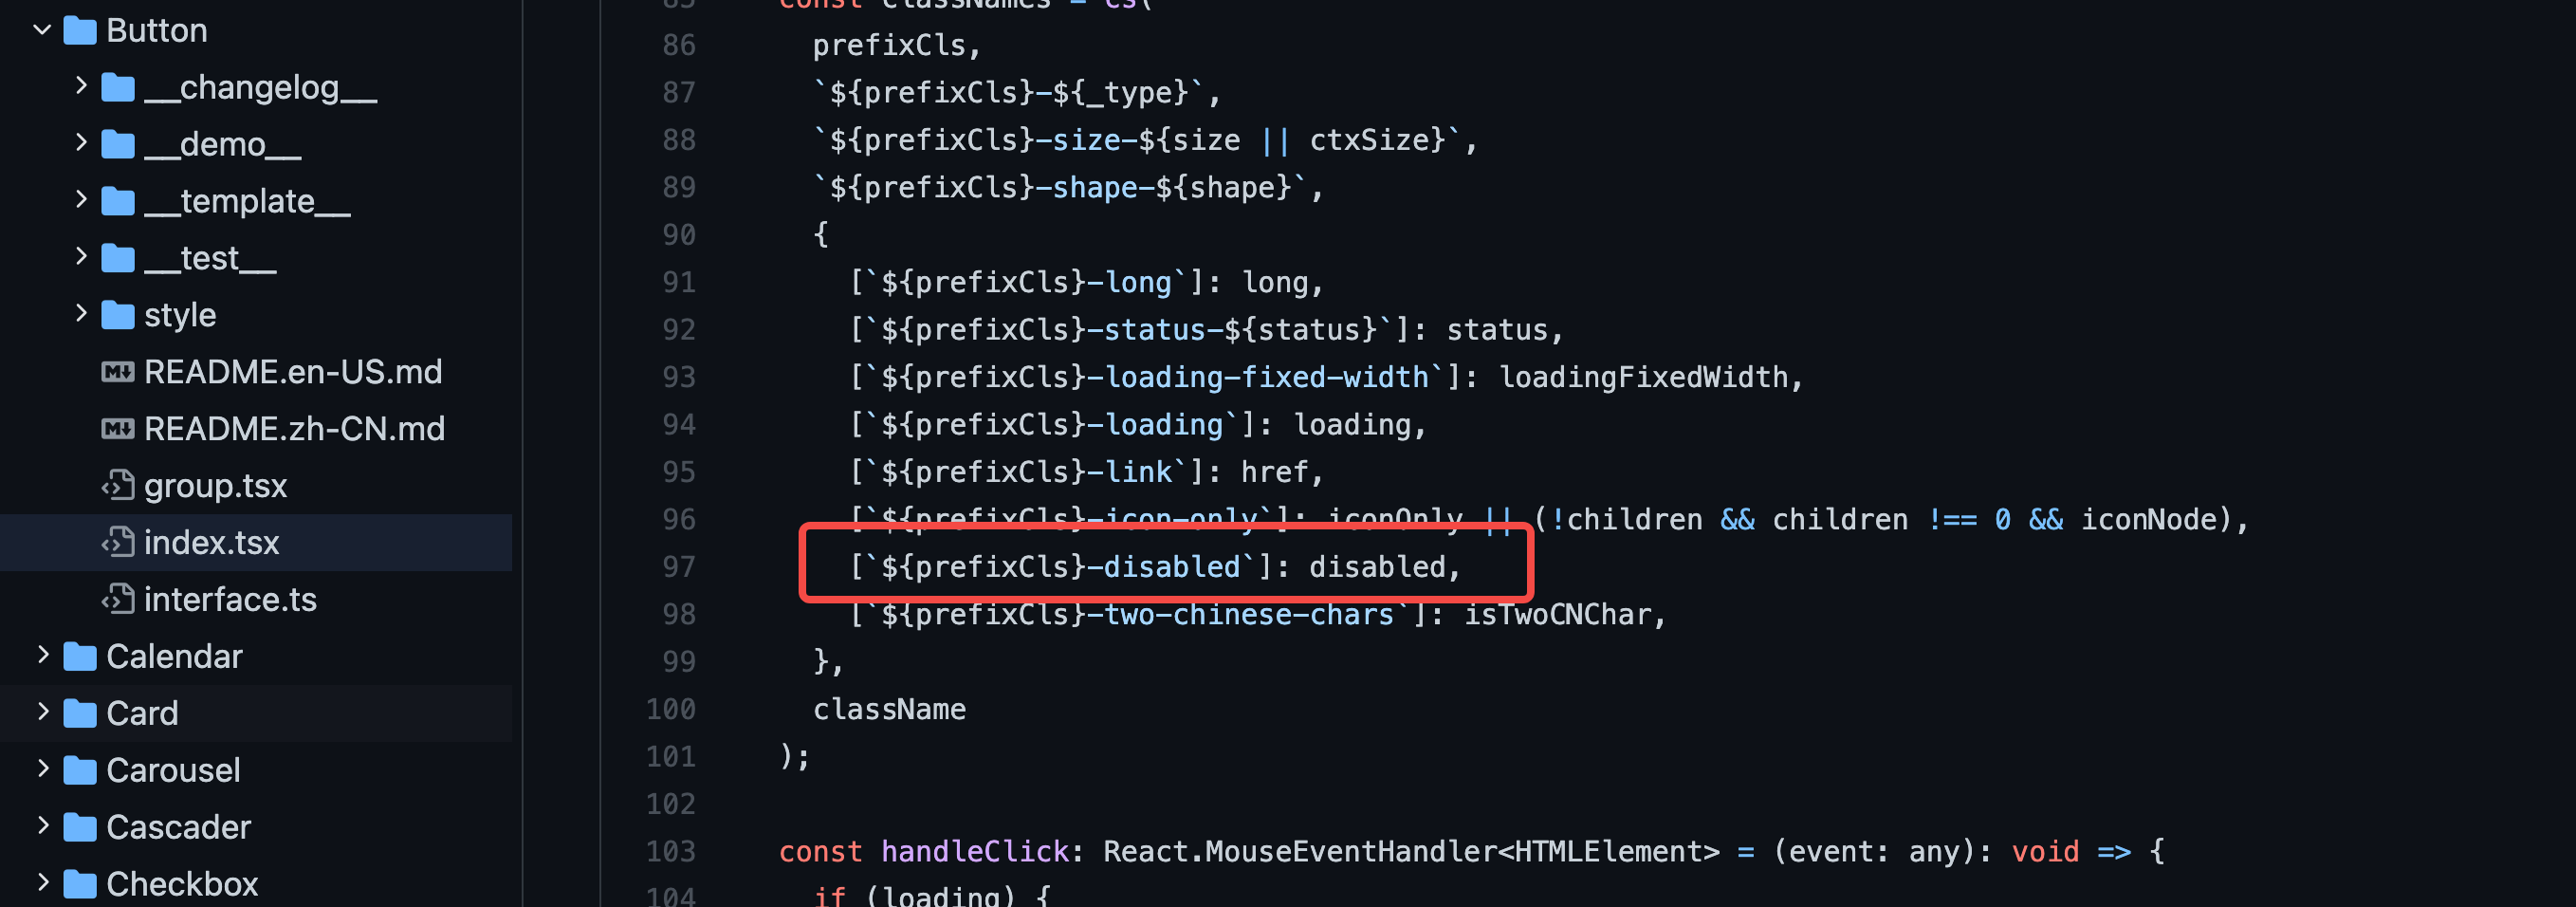 Button
__changelog__
__demo__
__template__
__test__
style
README.en-US.md
README.zh-CN.md
group.tsx
index.tsx
interface.ts
Calendar
Card
Carousel
Cascader
Checkbox
85 const classNames = cs(
86 prefixCls,
87 `${prefixCls}-${_type}`,
88 `${prefixCls}-size-${size || ctxSize}`,
89 `${prefixCls}-shape-${shape}`,
90 {
91 [`${prefixCls}-long`]: long,
92 [`${prefixCls}-status-${status}`]: status,
93 [`${prefixCls}-loading-fixed-width`]: loadingFixedWidth,
94 [`${prefixCls}-loading`]: loading,
95 [`${prefixCls}-link`]: href,
96 [`${prefixCls}-icon-only`]: iconOnly || (!children && children !== 0 && iconNode),
97 [`${prefixCls}-disabled`]: disabled,
98 [`${prefixCls}-two-chinese-chars`]: isTwoCNChar,
99 },
100 className
101 );
102
103 const handleClick: React.MouseEventHandler<HTMLElement> = (event: any): void => {
104 if (loading) {